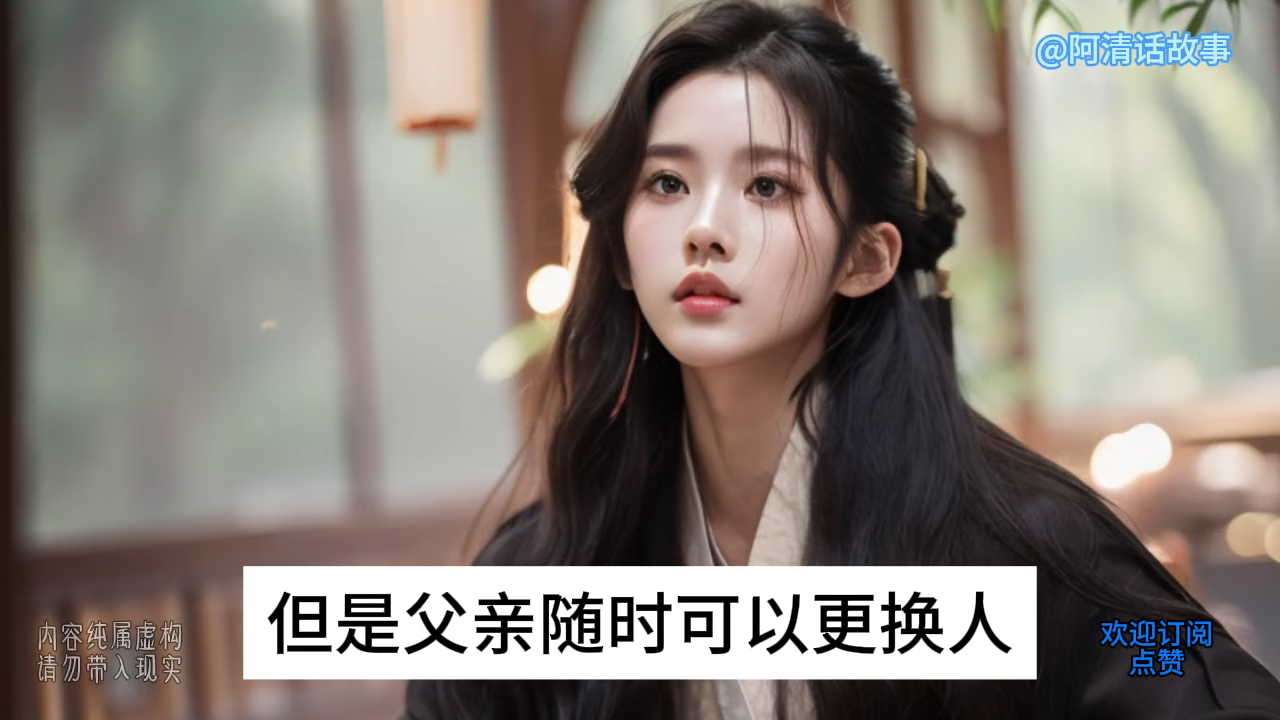 @阿清话故事
但是父亲随时可以更换人
内容纯属虚构
请勿带入现实
欢迎订阅
点赞